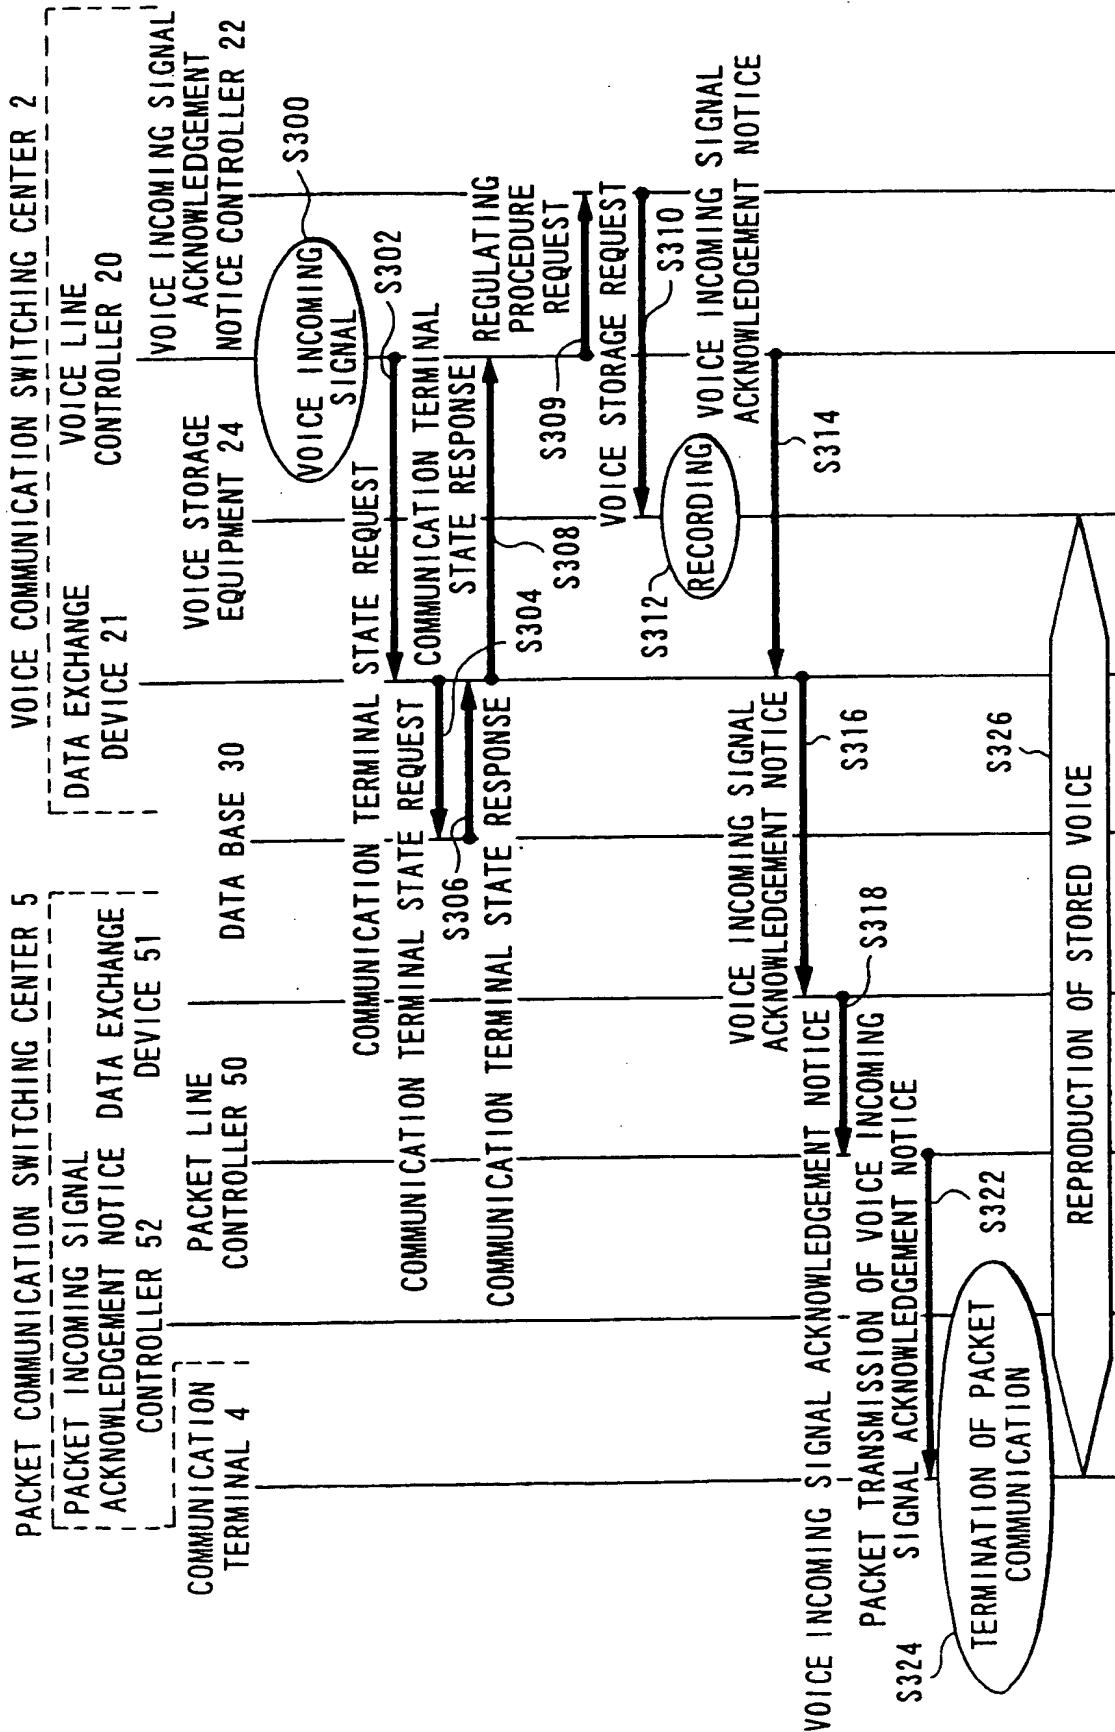 PACKET COMMUNICATION SWITCHING CENTER 5
VOICE COMMUNICATION SWITCHING CENTER 2
PACKET INCOMING SIGNAL
ACKNOWLEDGEMENT NOTICE
CONTROLLER 52
DATA EXCHANGE
DEVICE 51
DATA EXCHANGE
DEVICE 21
VOICE LINE
CONTROLLER 20
COMMUNICATION
TERMINAL 4
PACKET LINE
CONTROLLER 50
DATA BASE 30
VOICE STORAGE
EQUIPMENT 24
VOICE INCOMING SIGNAL
ACKNOWLEDGEMENT
NOTICE CONTROLLER 22
VOICE INCOMING
SIGNAL
S300
COMMUNICATION TERMINAL STATE REQUEST
S302
COMMUNICATION TERMINAL STATE REQUEST
S304
S306
COMMUNICATION TERMINAL STATE RESPONSE
COMMUNICATION TERMINAL
STATE RESPONSE
S308
REGULATING
PROCEDURE
REQUEST
S309
VOICE STORAGE REQUEST
S310
S312
RECORDING
VOICE INCOMING SIGNAL
ACKNOWLEDGEMENT NOTICE
S314
VOICE INCOMING SIGNAL
ACKNOWLEDGEMENT NOTICE
S316
VOICE INCOMING SIGNAL ACKNOWLEDGEMENT NOTICE
S318
PACKET TRANSMISSION OF VOICE INCOMING
SIGNAL ACKNOWLEDGEMENT NOTICE
S322
S324
TERMINATION OF PACKET
COMMUNICATION
S326
REPRODUCTION OF STORED VOICE